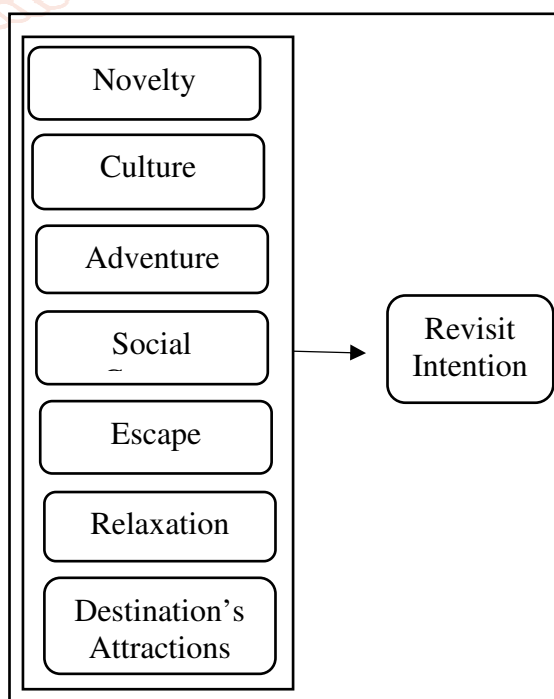 Novelty
Culture
Adventure
Social
Escape
Relaxation
Destination’s
Attractions
Revisit
Intention